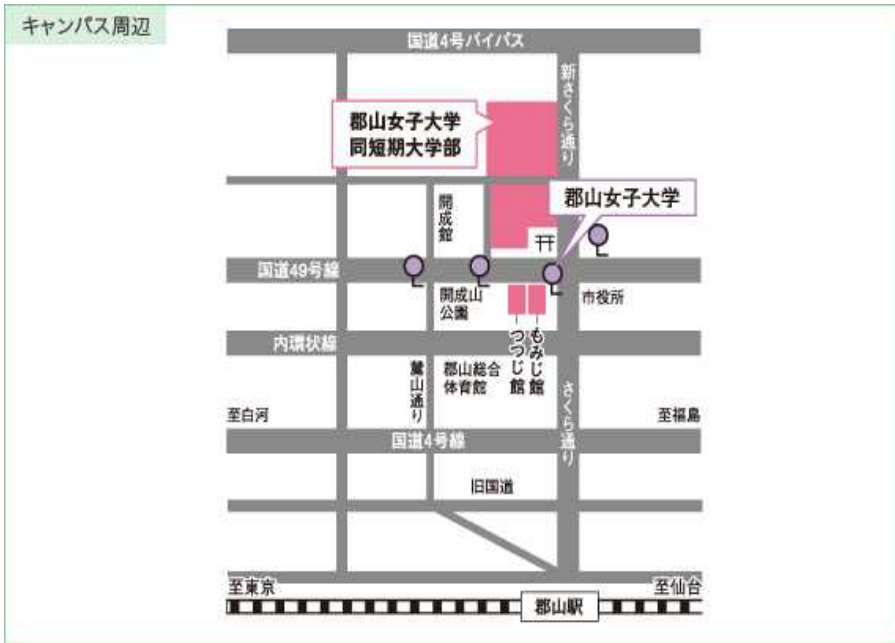 キャンパス周辺
国道4号バイパス
新さくら通り
郡山女子大学
同短期大学部
郡山女子大学
開成館
国道49号線
開成山
公園
市役所
内環状線
つつじ館
もみじ館
麓山通り
郡山総合
体育館
さくら通り
至白河
至福島
国道4号線
旧国道
至東京
至仙台
郡山駅